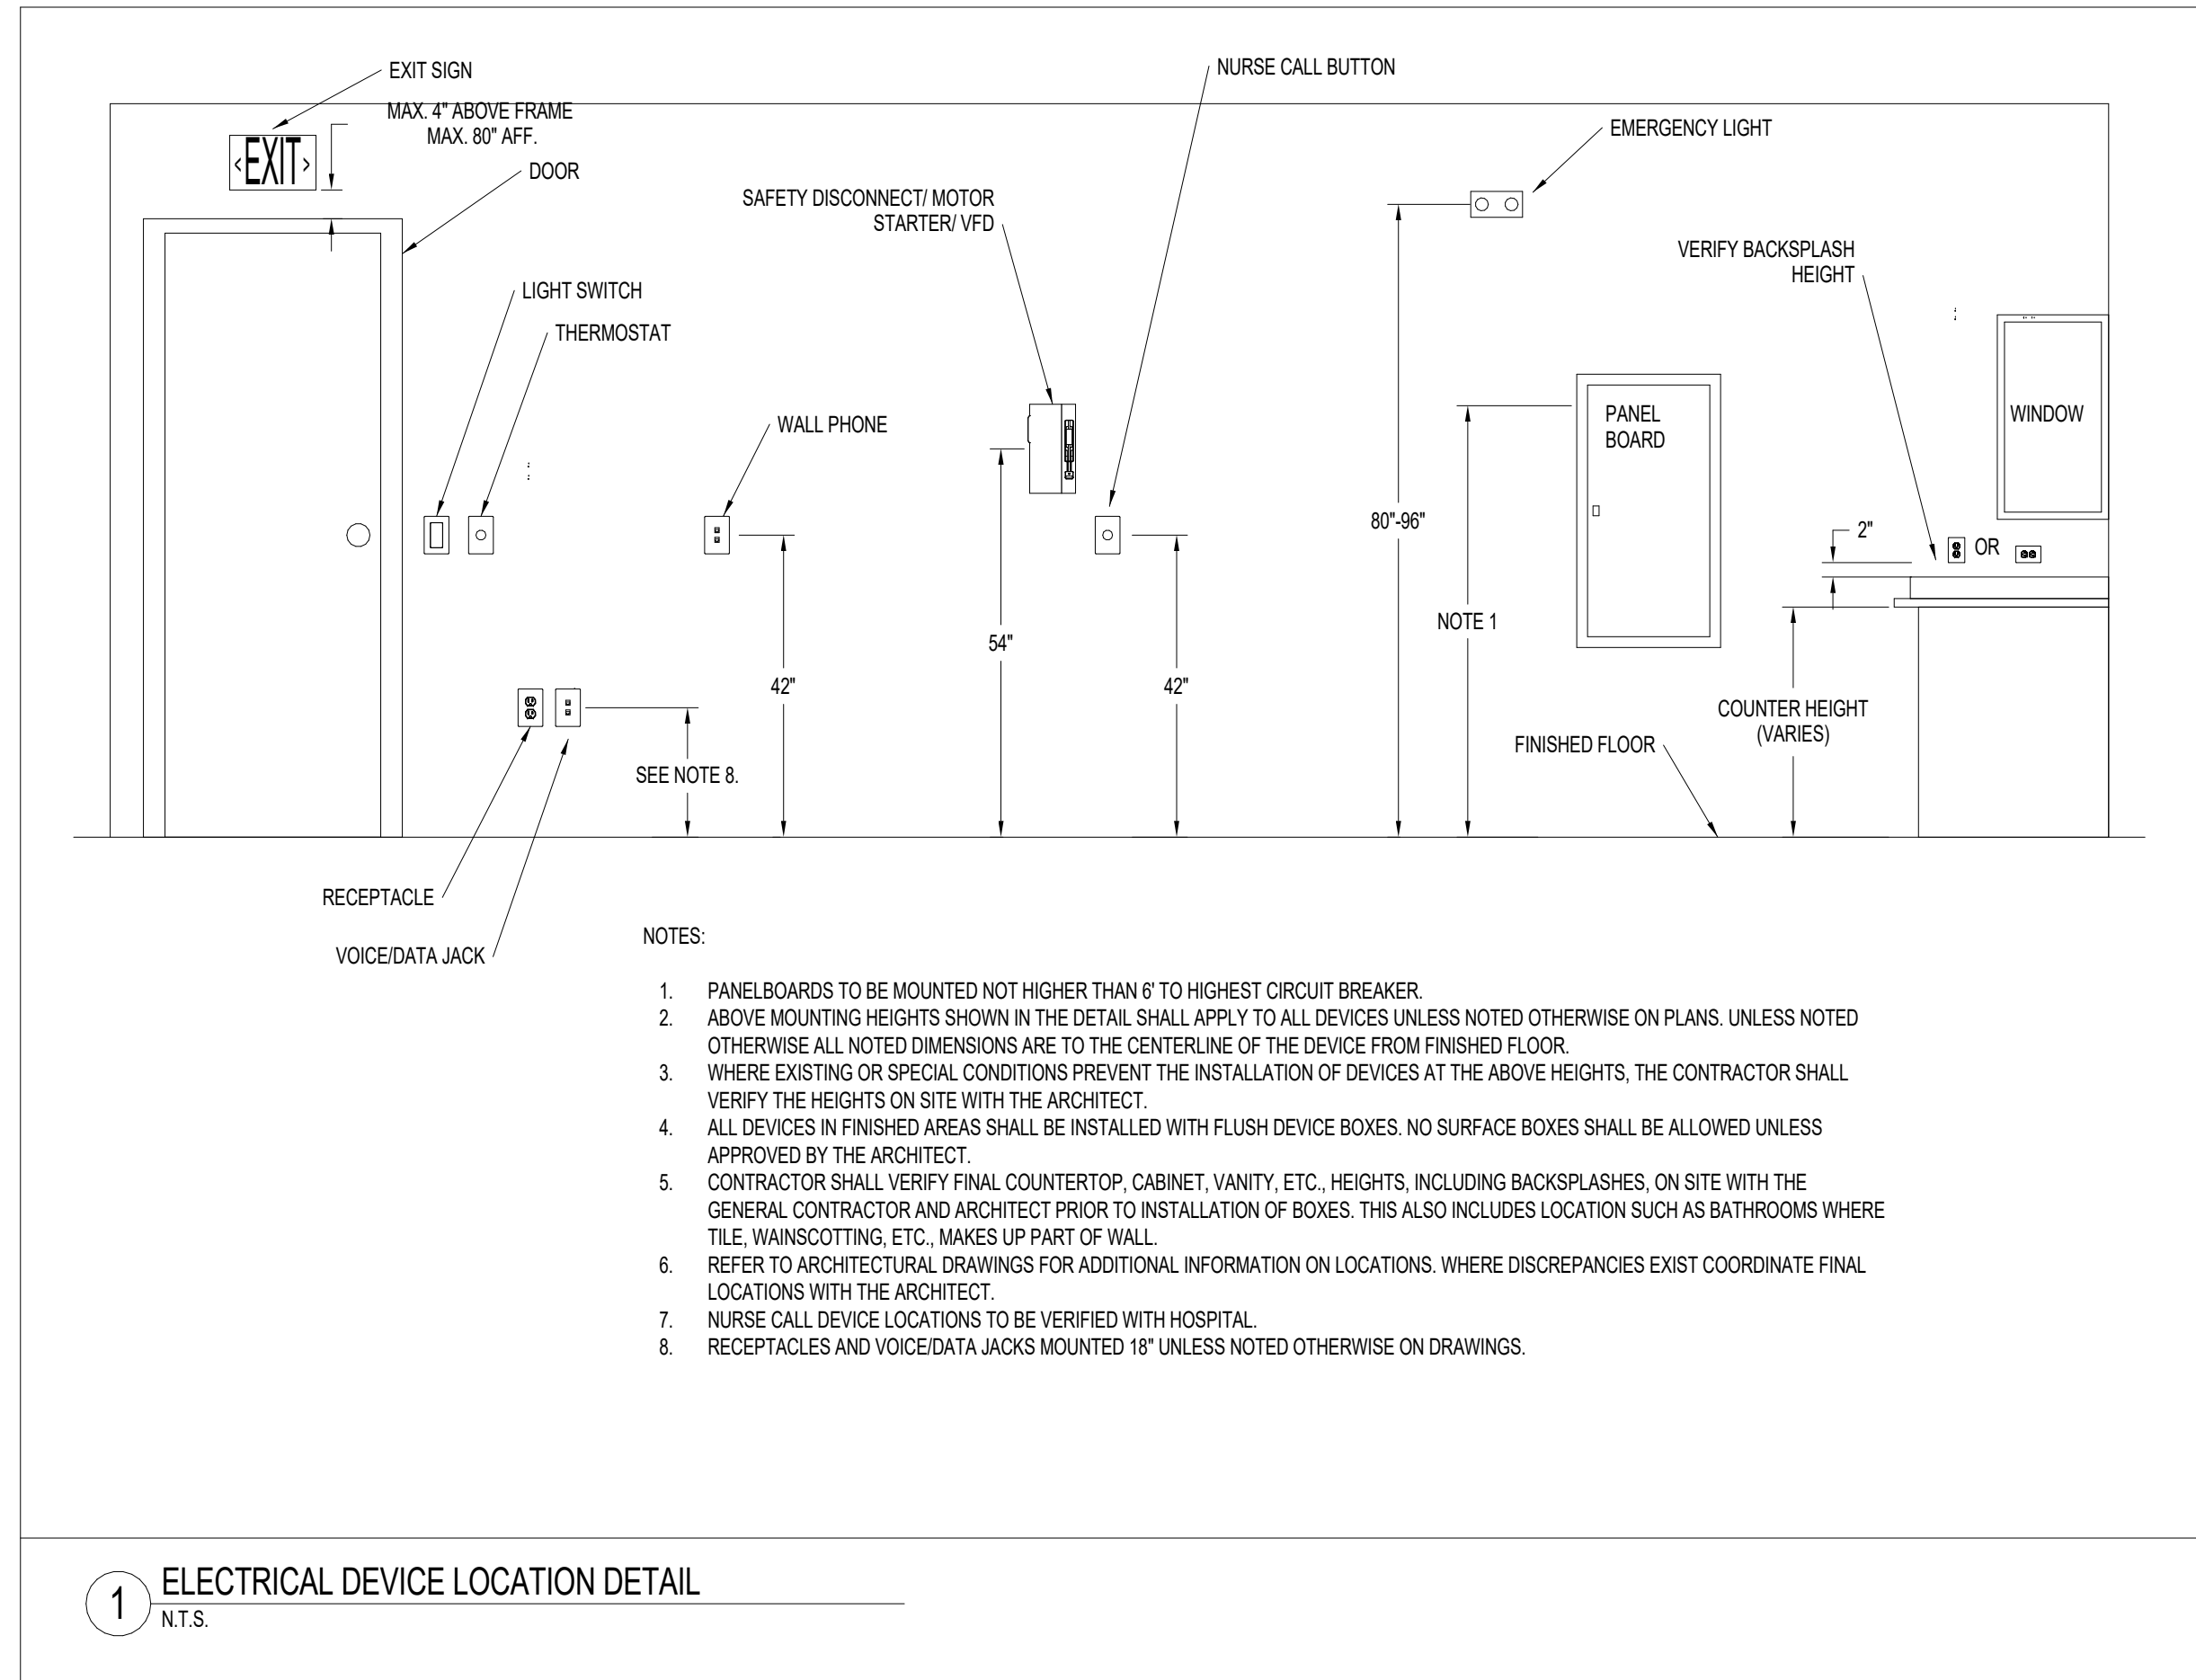 EXIT SIGN
MAX. 4" ABOVE FRAME
MAX. 80" AFF.
<EXIT>
DOOR
NURSE CALL BUTTON
EMERGENCY LIGHT
SAFETY DISCONNECT/ MOTOR
STARTER/ VFD
VERIFY BACKSPLASH
HEIGHT
LIGHT SWITCH
THERMOSTAT
WALL PHONE
PANEL
BOARD
WINDOW
80"-96"
2"
OR
NOTE 1
54"
42"
42"
COUNTER HEIGHT
(VARIES)
FINISHED FLOOR
SEE NOTE 8.
RECEPTACLE
VOICE/DATA JACK
NOTES:
1. PANELBOARDS TO BE MOUNTED NOT HIGHER THAN 6' TO HIGHEST CIRCUIT BREAKER.
2. ABOVE MOUNTING HEIGHTS SHOWN IN THE DETAIL SHALL APPLY TO ALL DEVICES UNLESS NOTED OTHERWISE ON PLANS. UNLESS NOTED
OTHERWISE ALL NOTED DIMENSIONS ARE TO THE CENTERLINE OF THE DEVICE FROM FINISHED FLOOR.
3. WHERE EXISTING OR SPECIAL CONDITIONS PREVENT THE INSTALLATION OF DEVICES AT THE ABOVE HEIGHTS, THE CONTRACTOR SHALL
VERIFY THE HEIGHTS ON SITE WITH THE ARCHITECT.
4. ALL DEVICES IN FINISHED AREAS SHALL BE INSTALLED WITH FLUSH DEVICE BOXES. NO SURFACE BOXES SHALL BE ALLOWED UNLESS
APPROVED BY THE ARCHITECT.
5. CONTRACTOR SHALL VERIFY FINAL COUNTERTOP, CABINET, VANITY, ETC., HEIGHTS, INCLUDING BACKSPLASHES, ON SITE WITH THE
GENERAL CONTRACTOR AND ARCHITECT PRIOR TO INSTALLATION OF BOXES. THIS ALSO INCLUDES LOCATION SUCH AS BATHROOMS WHERE
TILE, WAINSCOTTING, ETC., MAKES UP PART OF WALL.
6. REFER TO ARCHITECTURAL DRAWINGS FOR ADDITIONAL INFORMATION ON LOCATIONS. WHERE DISCREPANCIES EXIST COORDINATE FINAL
LOCATIONS WITH THE ARCHITECT.
7. NURSE CALL DEVICE LOCATIONS TO BE VERIFIED WITH HOSPITAL.
8. RECEPTACLES AND VOICE/DATA JACKS MOUNTED 18" UNLESS NOTED OTHERWISE ON DRAWINGS.
1 ELECTRICAL DEVICE LOCATION DETAIL
N.T.S.